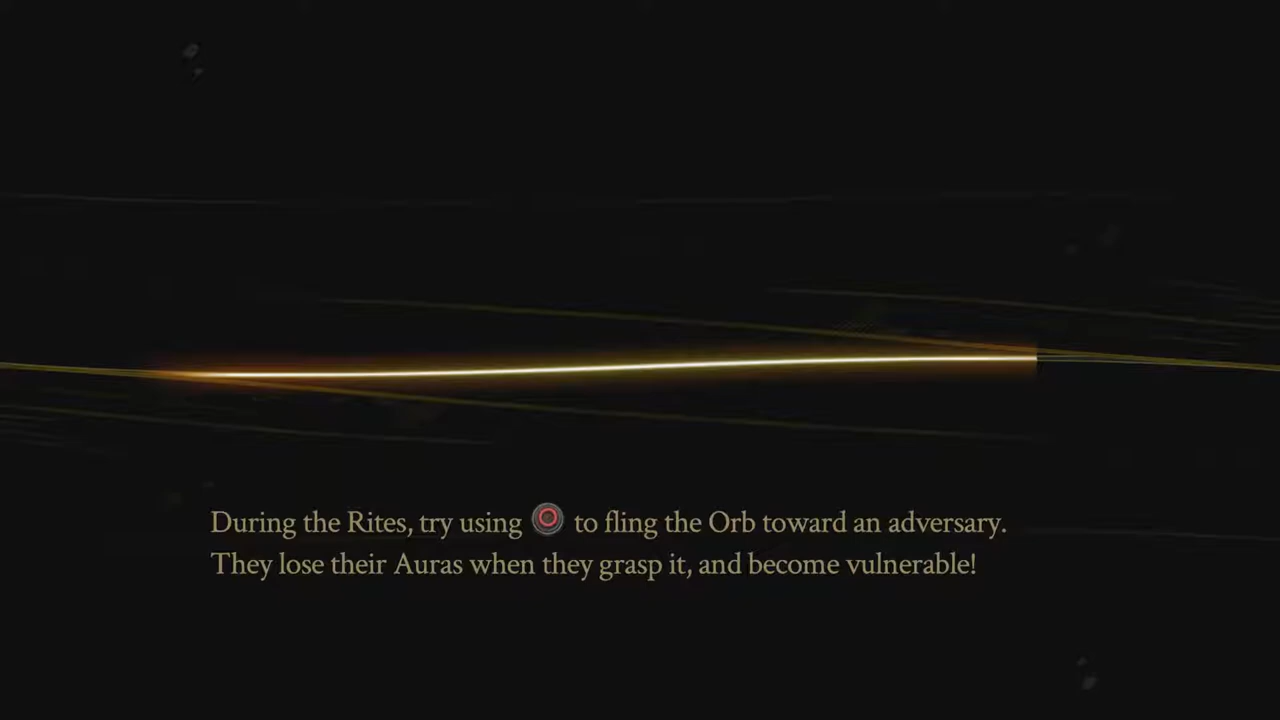 During the Rites, try using to fling the Orb toward an adversary.
They lose their Auras when they grasp it, and become vulnerable!